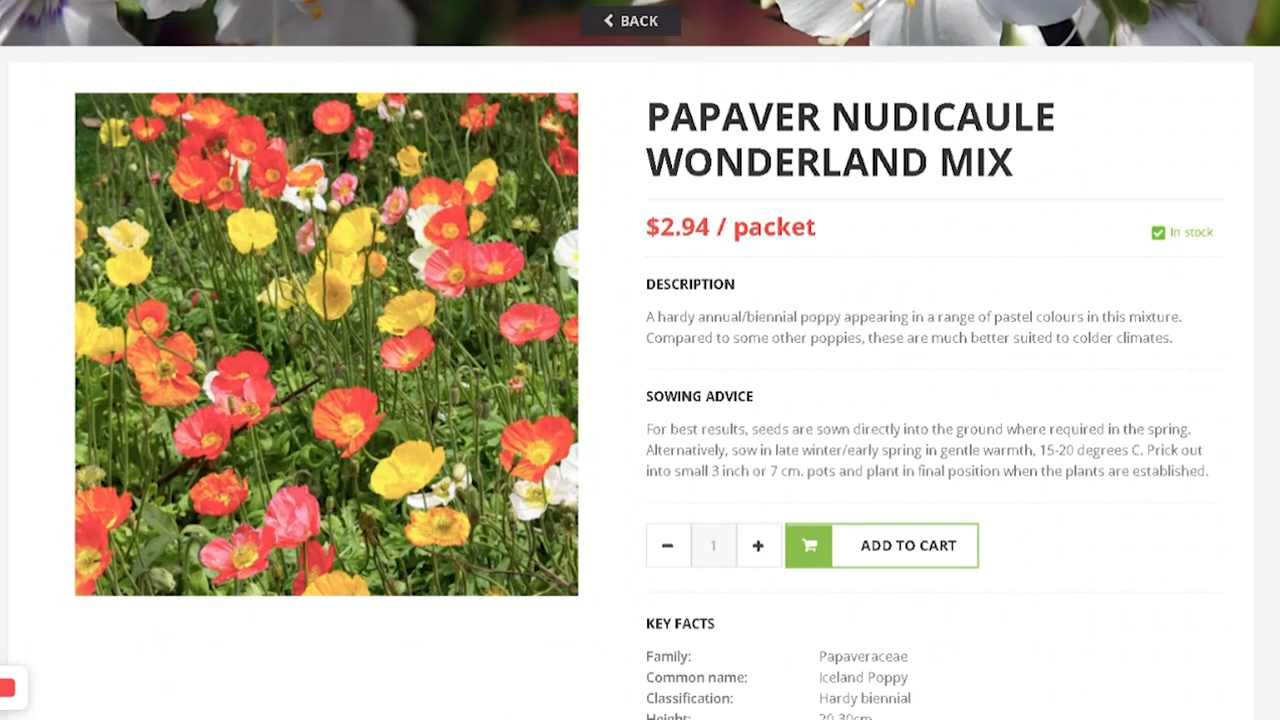 BACK
PAPAVER NUDICAULE
WONDERLAND MIX
$2.94 / packet
In stock
DESCRIPTION
A hardy annual/biennial poppy appearing in a range of pastel colours in this mixture.
Compared to some other poppies, these are much better suited to colder climates.
SOWING ADVICE
For best results, seeds are sown directly into the ground where required in the spring.
Alternatively, sow in late winter/early spring in gentle warmth, 15-20 degrees C. Prick out
into small 3 inch or 7 cm. pots and plant in final position when the plants are established.
1
ADD TO CART
KEY FACTS
Family: Papaveraceae
Common name: Iceland Poppy
Classification: Hardy biennial
Height: 20-30cm